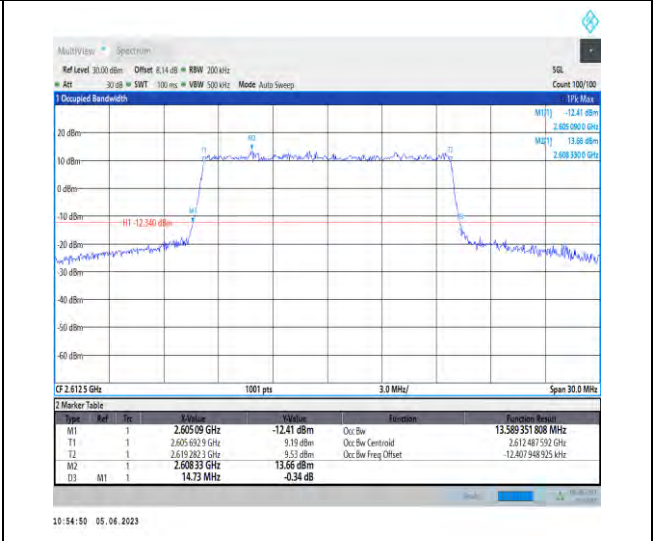 MultiView Spectrum
Ref Level 30.00 dBm Offset 8.14 dB RBW 200 kHz SGL
Att 30 dB SWT 100 ms VBW 500 kHz Mode Auto Sweep Count 100/100
1 Occupied Bandwidth 1Pk Max
M1[1] -12.41 dBm
2.605 090 0 GHz
20 dBm
M2
M2[1] 13.66 dBm
T1 T2
2.608 330 0 GHz
10 dBm
0 dBm
M1
-10 dBm
H1 -12.340 dBm
-20 dBm
-30 dBm
-40 dBm
-50 dBm
-60 dBm
CF 2.612 5 GHz 1001 pts 3.0 MHz/ Span 30.0 MHz
2 Marker Table
Type Ref Trc X-Value Y-Value Function Function Result
M1 1 2.605 09 GHz -12.41 dBm Occ Bw 13.589 351 808 MHz
T1 1 2.605 692 9 GHz 9.19 dBm Occ Bw Centroid 2.612 487 592 GHz
T2 1 2.619 282 3 GHz 9.53 dBm Occ Bw Freq Offset -12.407 948 925 kHz
M2 1 2.608 33 GHz 13.66 dBm
D3 M1 1 14.73 MHz -0.34 dB
10:54:50 05.06.2023